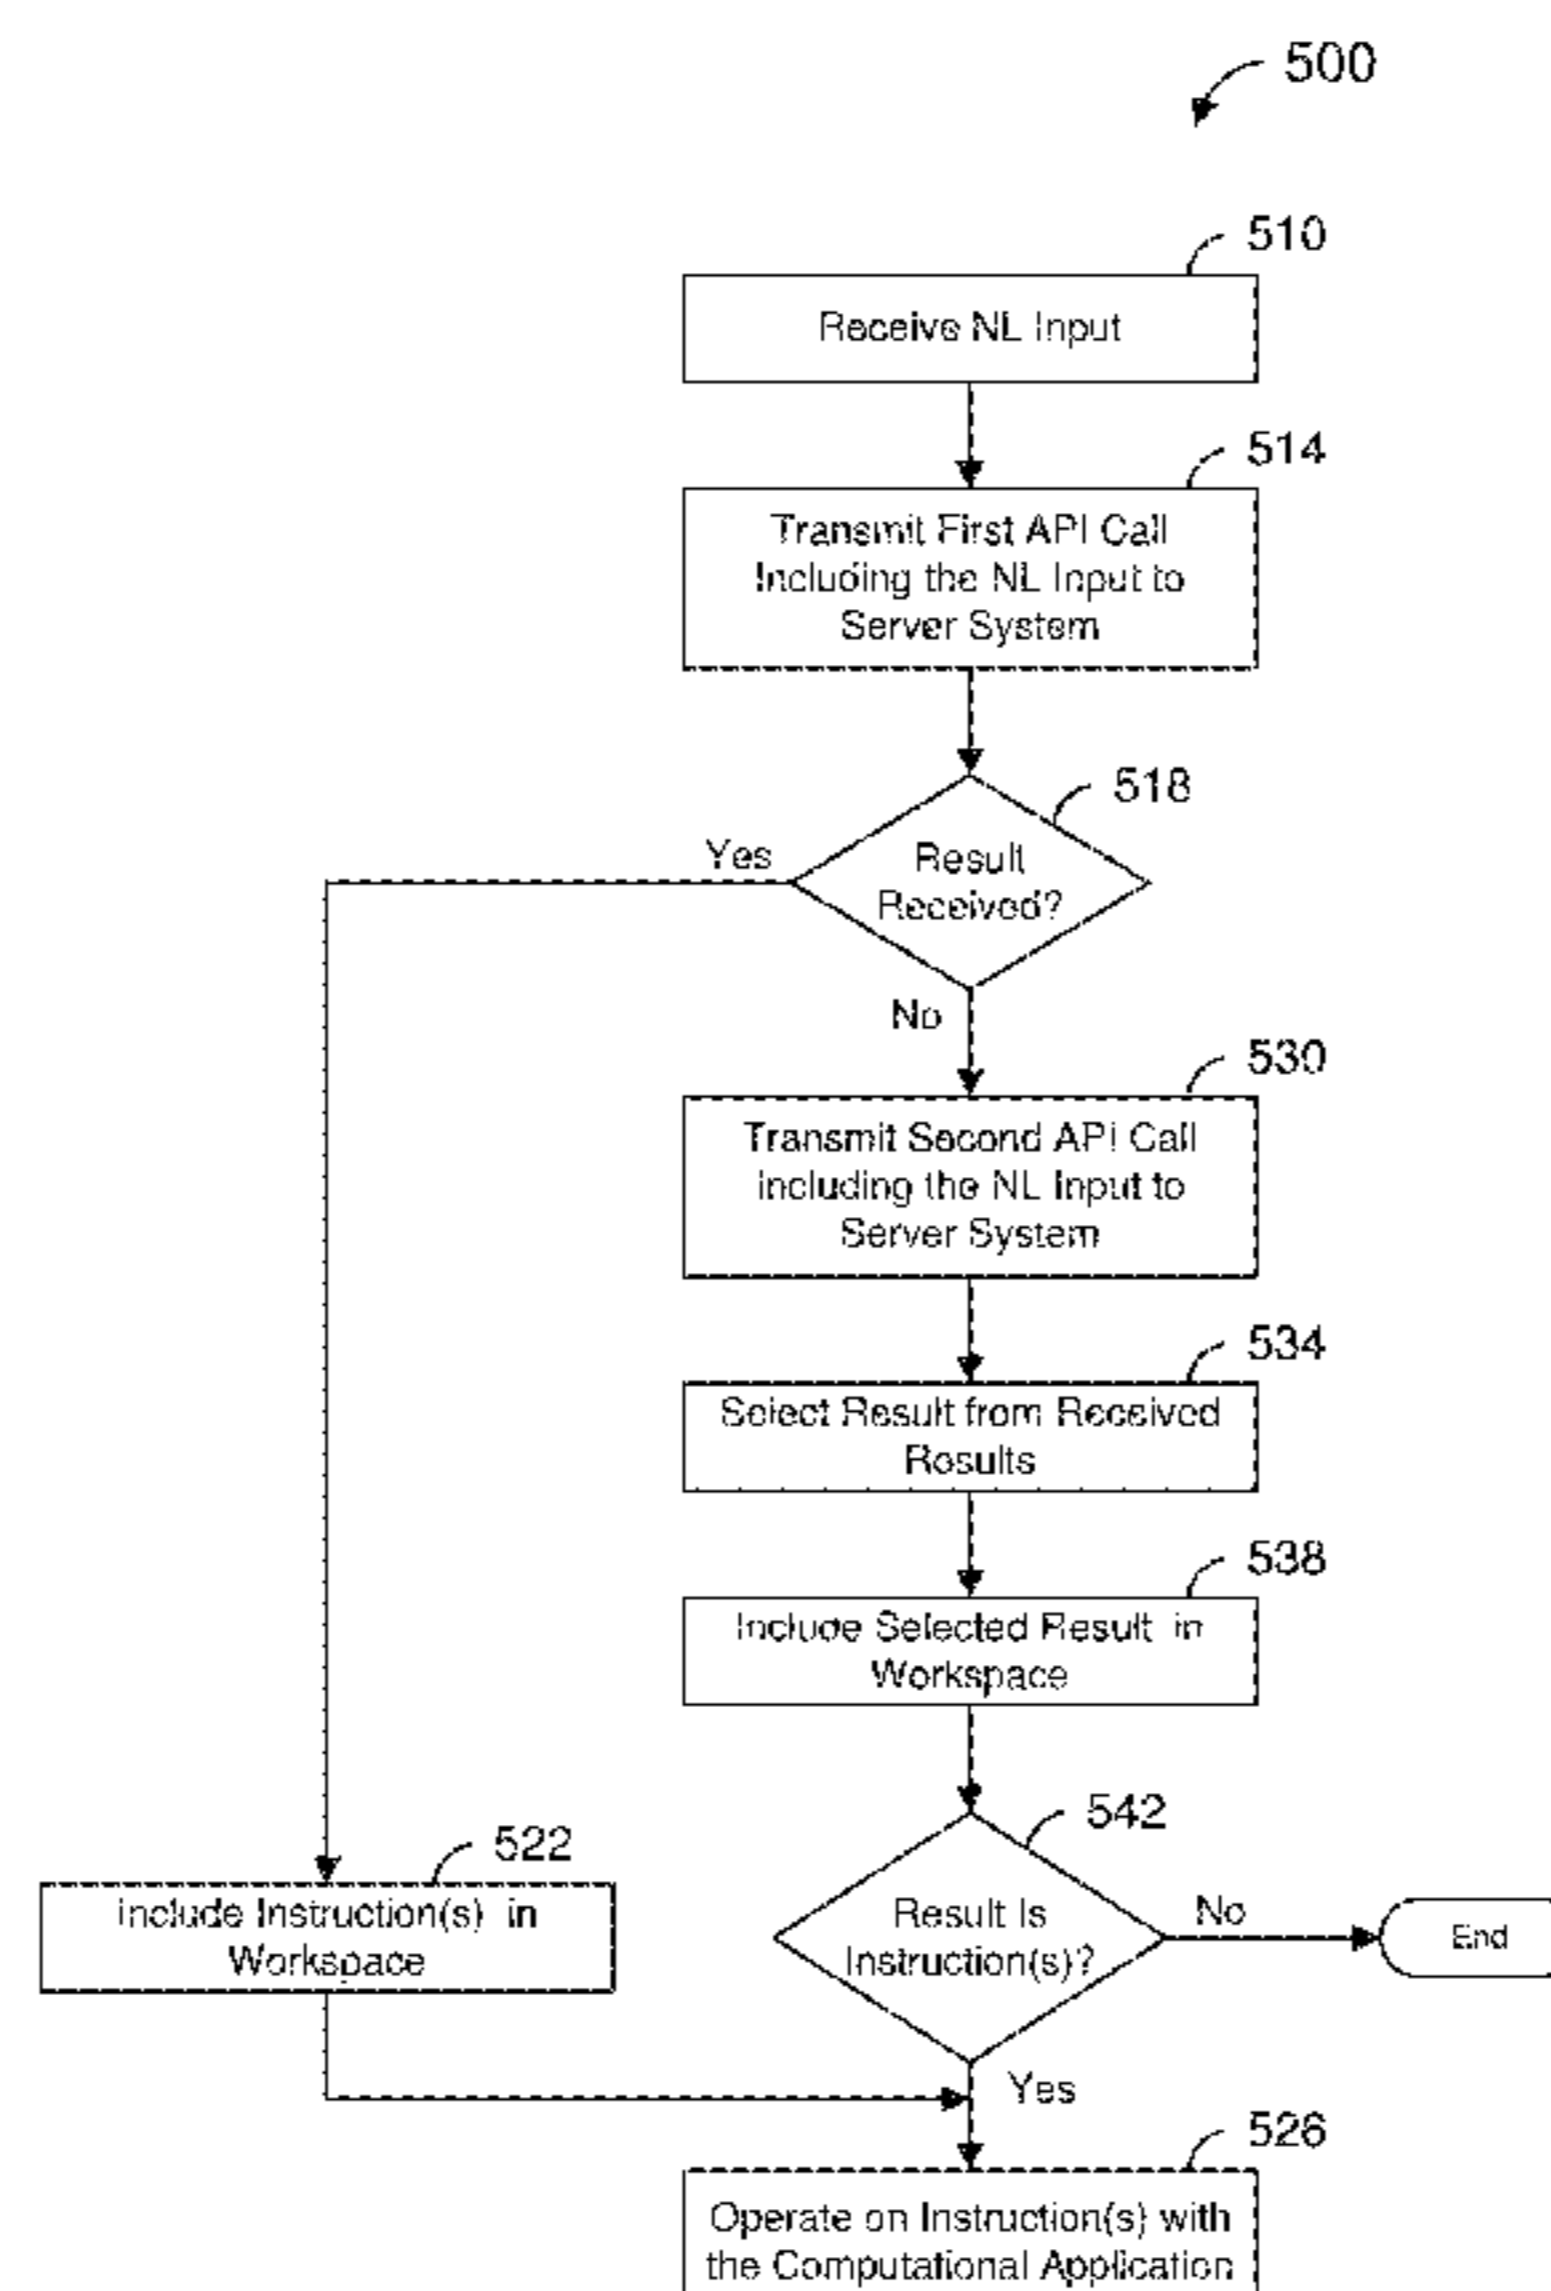 500
510
Receive NL Input
514
Transmit First API Call
Including the NL Input to
Server System
518
Yes
Result
Received?
No
530
Transmit Second API Call
Including the NL Input to
Server System
534
Select Result from Received
Results
538
Include Selected Result in
Workspace
542
522
Include Instruction(s) in
Workspace
Result Is
Instruction(s)?
No
End
Yes
526
Operate on Instruction(s) with
the Computational Application